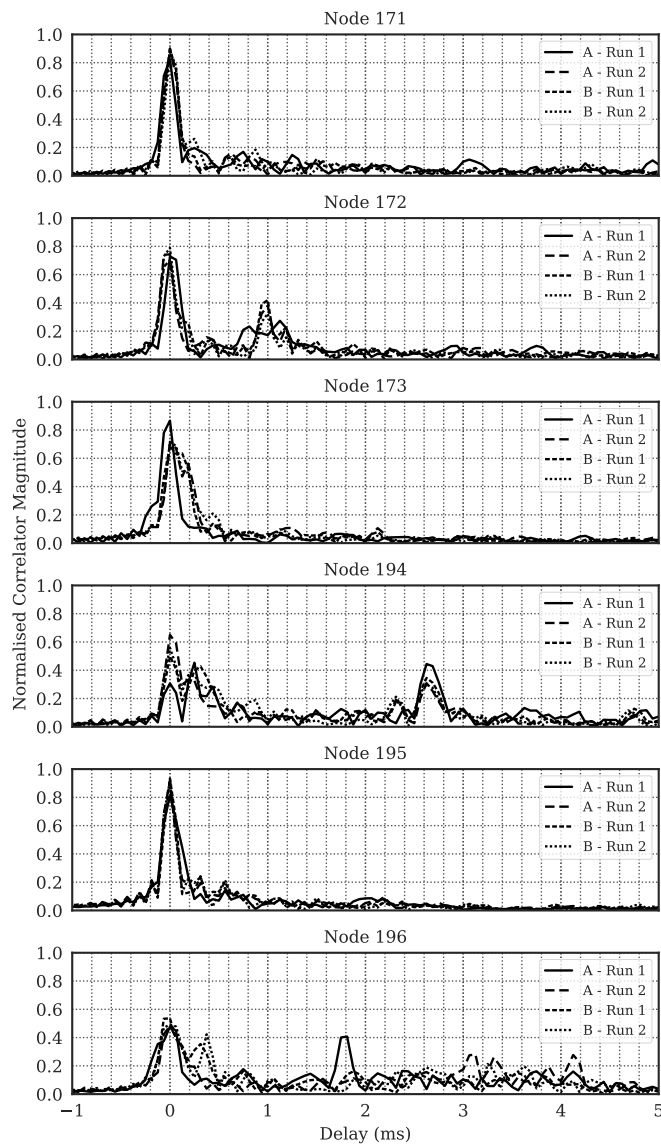 Node 171
1.0
0.8
0.6
0.4
0.2
0.0
A - Run 1
A - Run 2
B - Run 1
B - Run 2
Node 172
1.0
0.8
0.6
0.4
0.2
0.0
A - Run 1
A - Run 2
B - Run 1
B - Run 2
Node 173
1.0
0.8
0.6
0.4
0.2
0.0
A - Run 1
A - Run 2
B - Run 1
B - Run 2
Normalised Correlator Magnitude
Node 194
1.0
0.8
0.6
0.4
0.2
0.0
A - Run 1
A - Run 2
B - Run 1
B - Run 2
Node 195
1.0
0.8
0.6
0.4
0.2
0.0
A - Run 1
A - Run 2
B - Run 1
B - Run 2
Node 196
1.0
0.8
0.6
0.4
0.2
0.0
A - Run 1
A - Run 2
B - Run 1
B - Run 2
−1 0 1 2 3 4 5
Delay (ms)